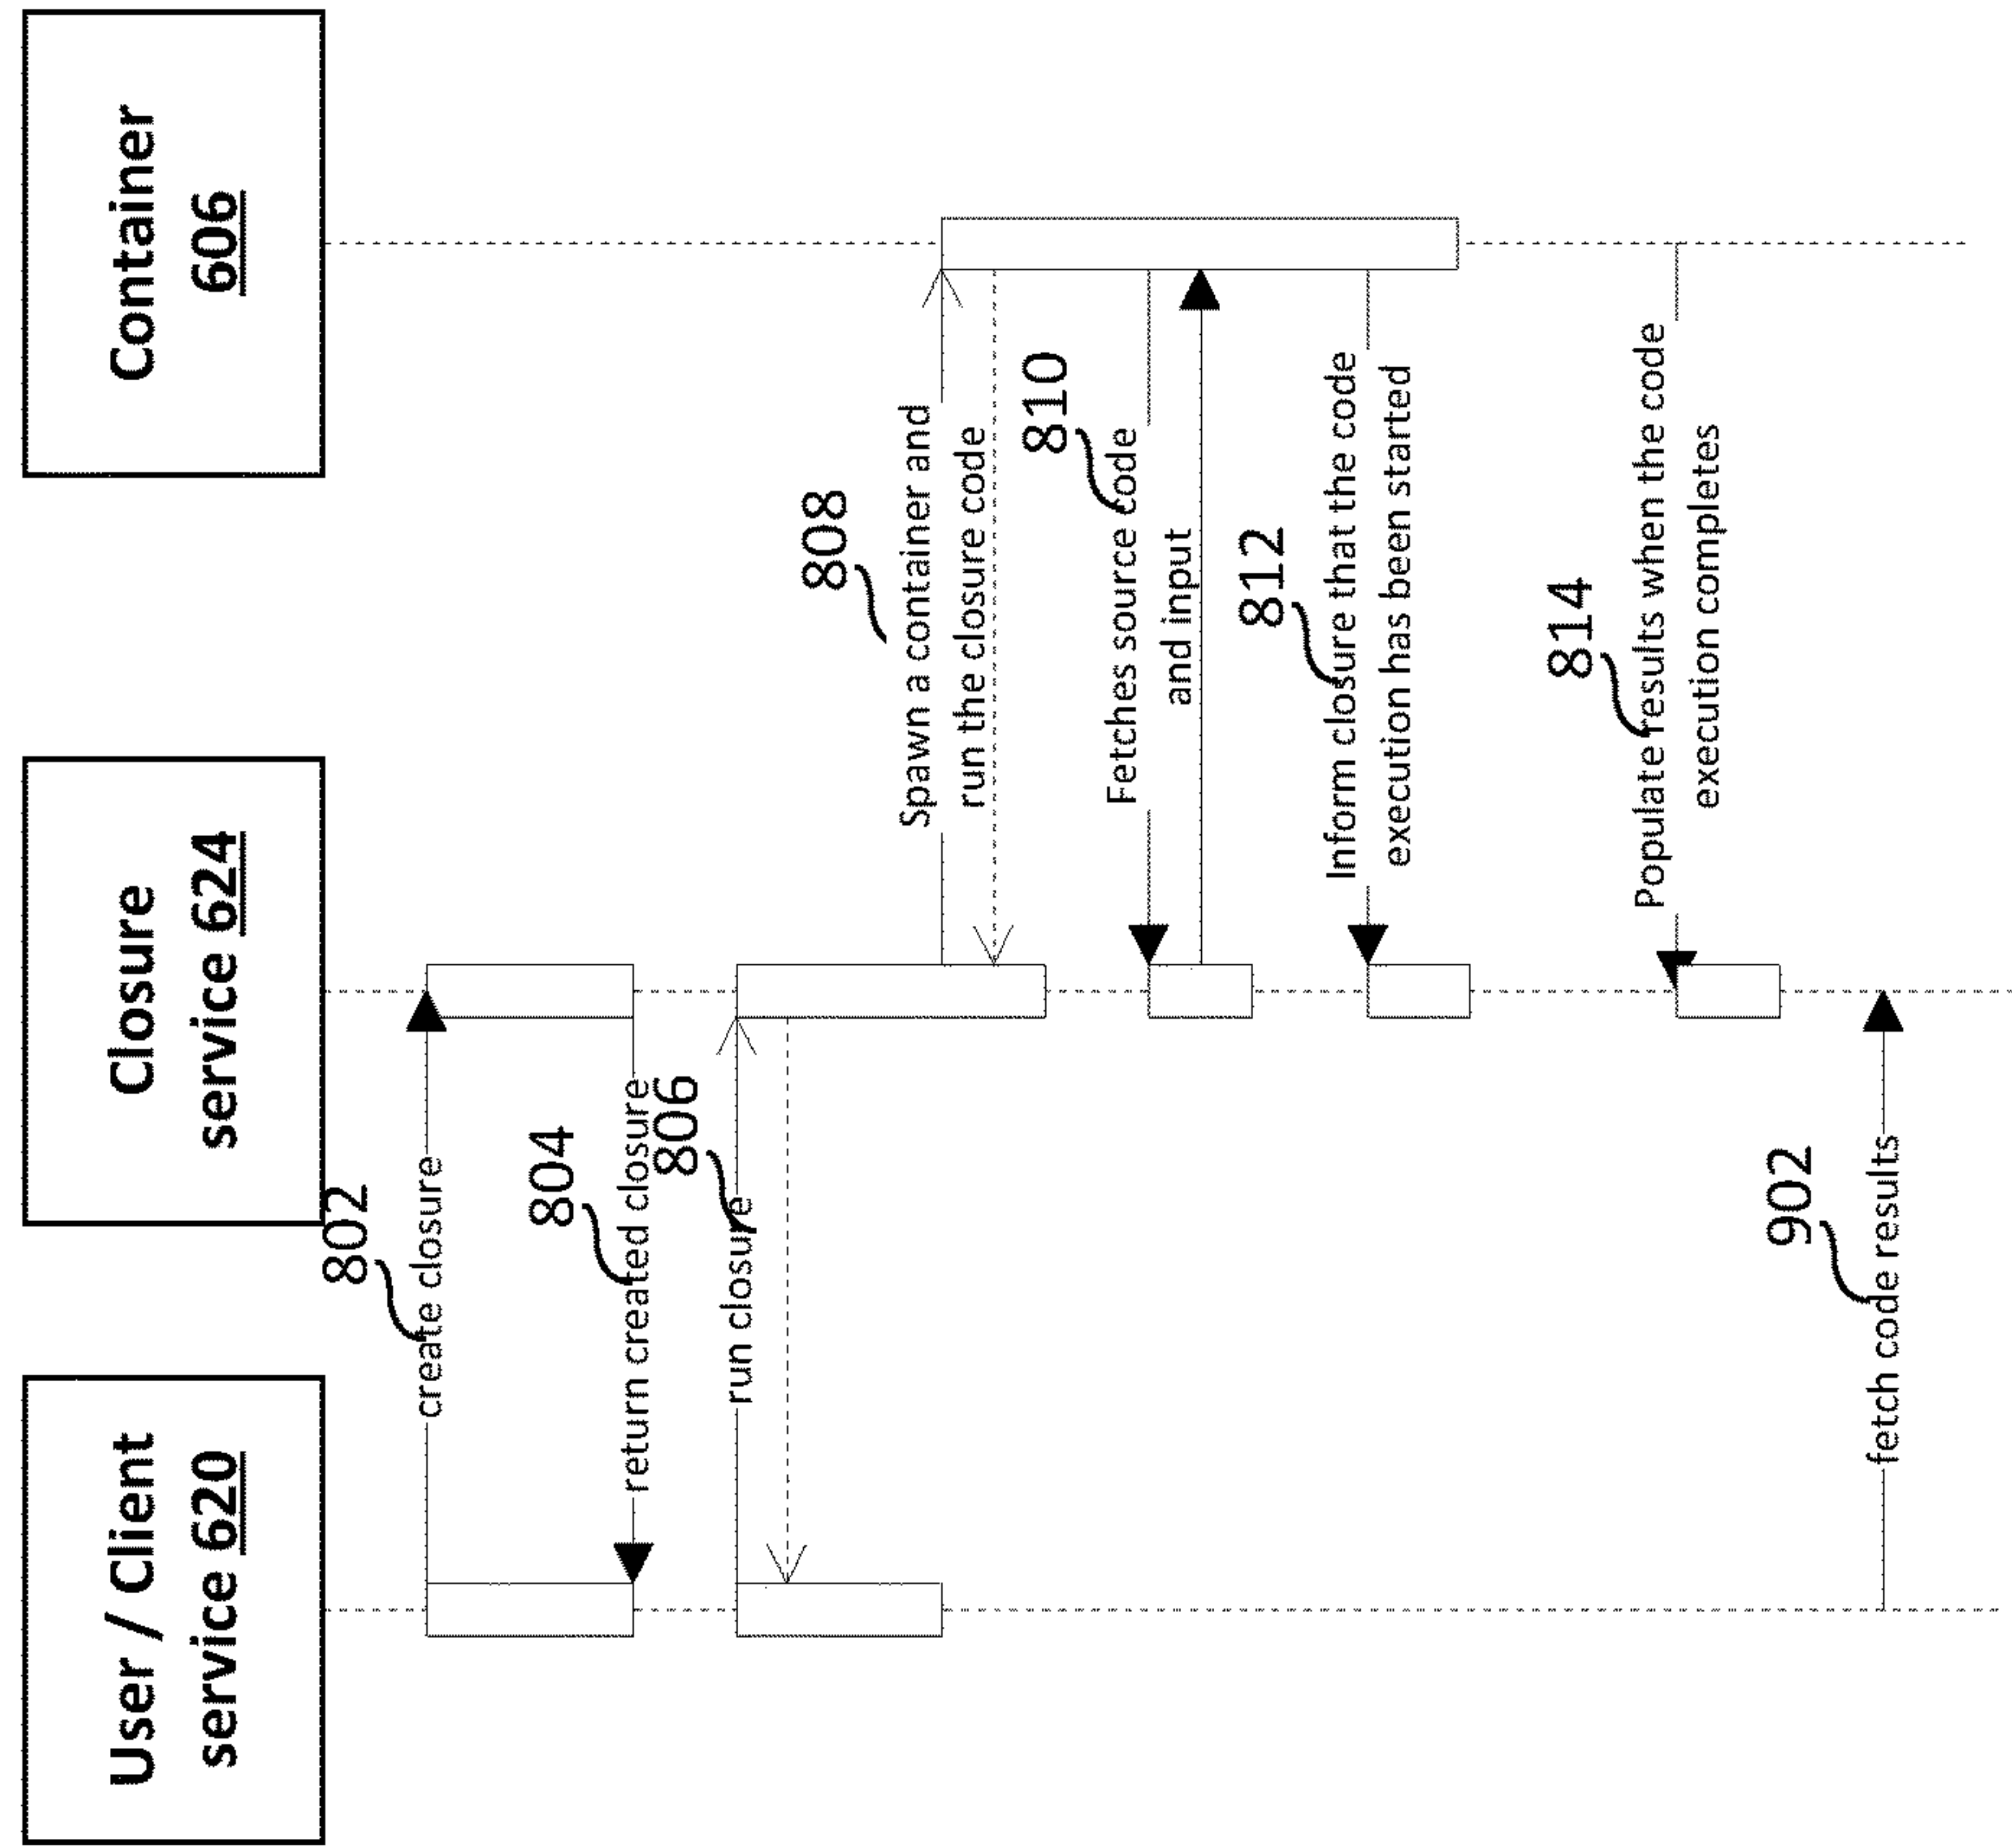 User / Client
service 620
Closure
service 624
Container
606
802
create closure
804
return created closure
806
run closure
808
Spawn a container and
run the closure code
810
Fetches source code
and input
812
Inform closure that the code
execution has been started
814
Populate results when the code
execution completes
902
fetch code results